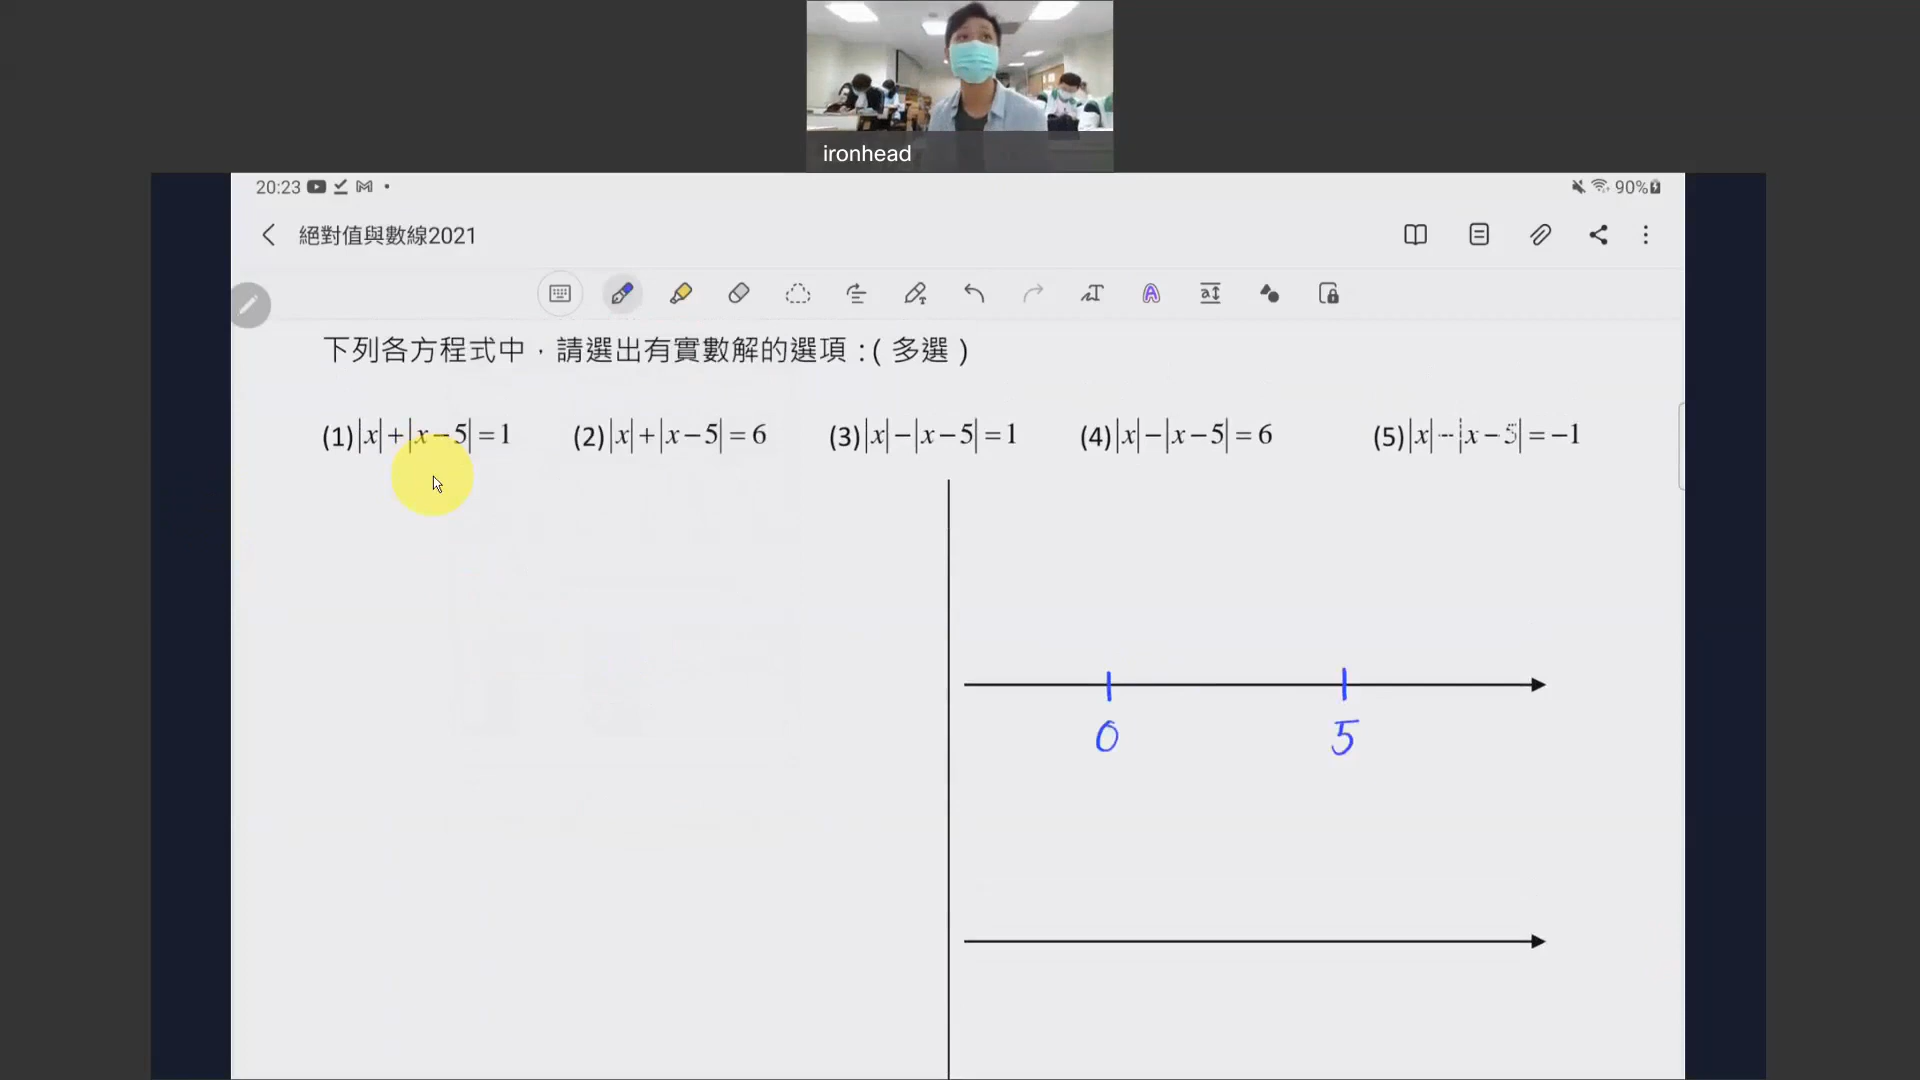 ironhead
20:23
90%
絕對值與數線2021
下列各方程式中，請選出有實數解的選項：( 多選 )
(1)|x|+|x−5|=1 (2)|x|+|x−5|=6 (3)|x|−|x−5|=1 (4)|x|−|x−5|=6 (5)|x|−|x−5|=−1
0 5